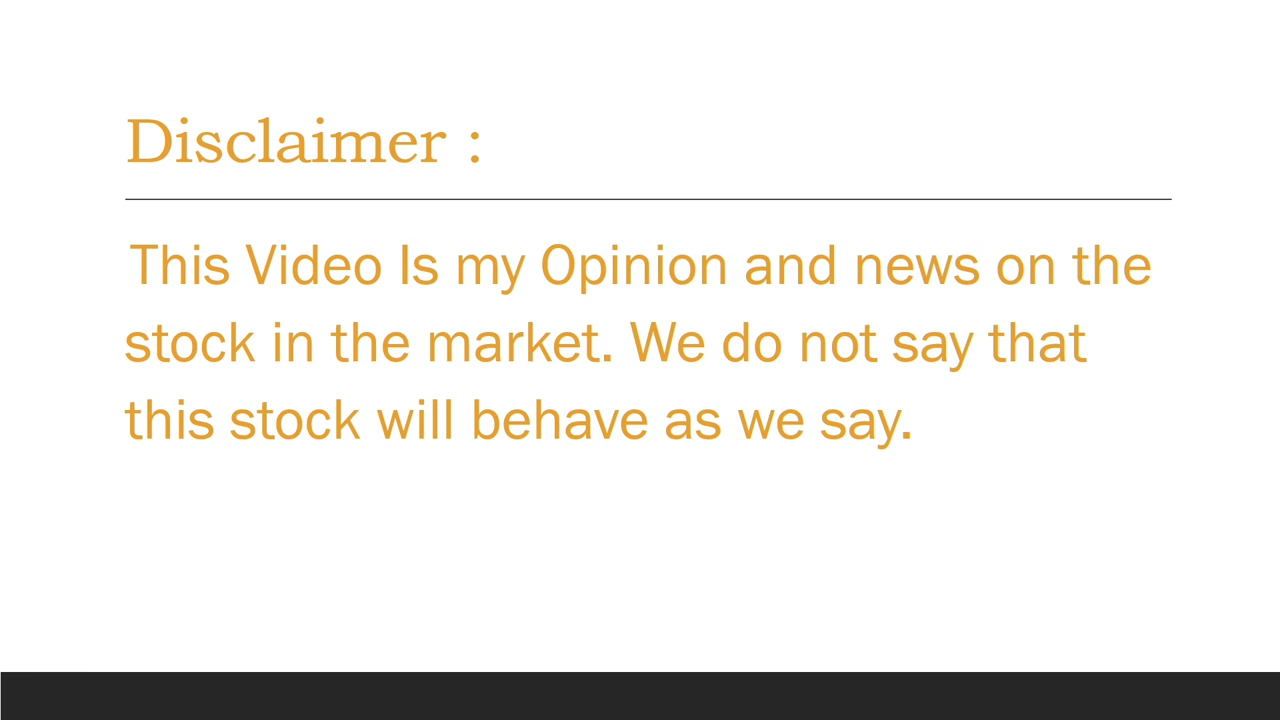 Disclaimer :
This Video Is my Opinion and news on the
stock in the market. We do not say that
this stock will behave as we say.